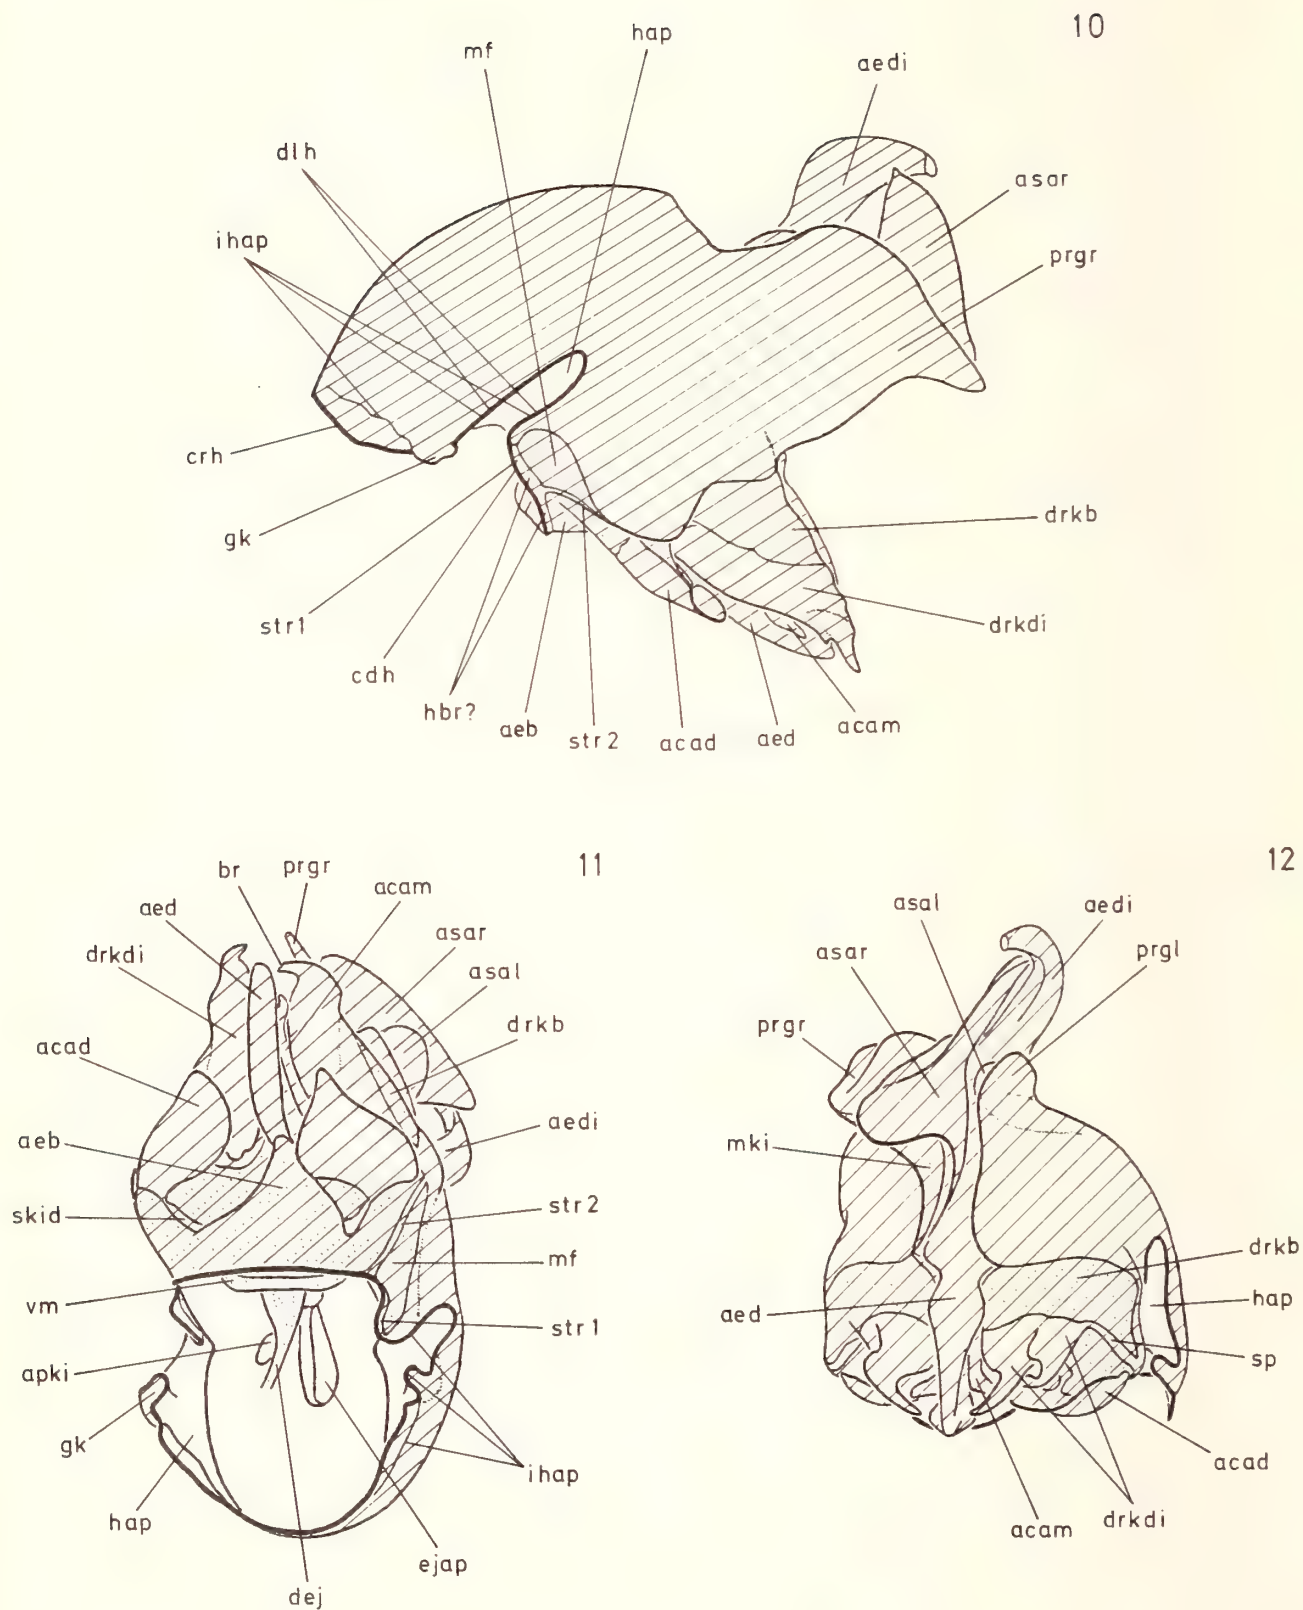 10
mf
hap
aedi
dlh
asar
ihap
prgr
crh
gk
drkb
str1
drkdi
cdh
hbr?
aeb
str2
acad
aed
acam
11
br
prgr
acam
aed
asar
drkdi
asal
drkb
acad
aeb
aedi
skid
str2
mf
vm
str1
apki
gk
ihap
hap
ejap
dej
12
asal
aedi
asar
prgl
prgr
mki
drkb
hap
aed
sp
acad
drkdi
acam